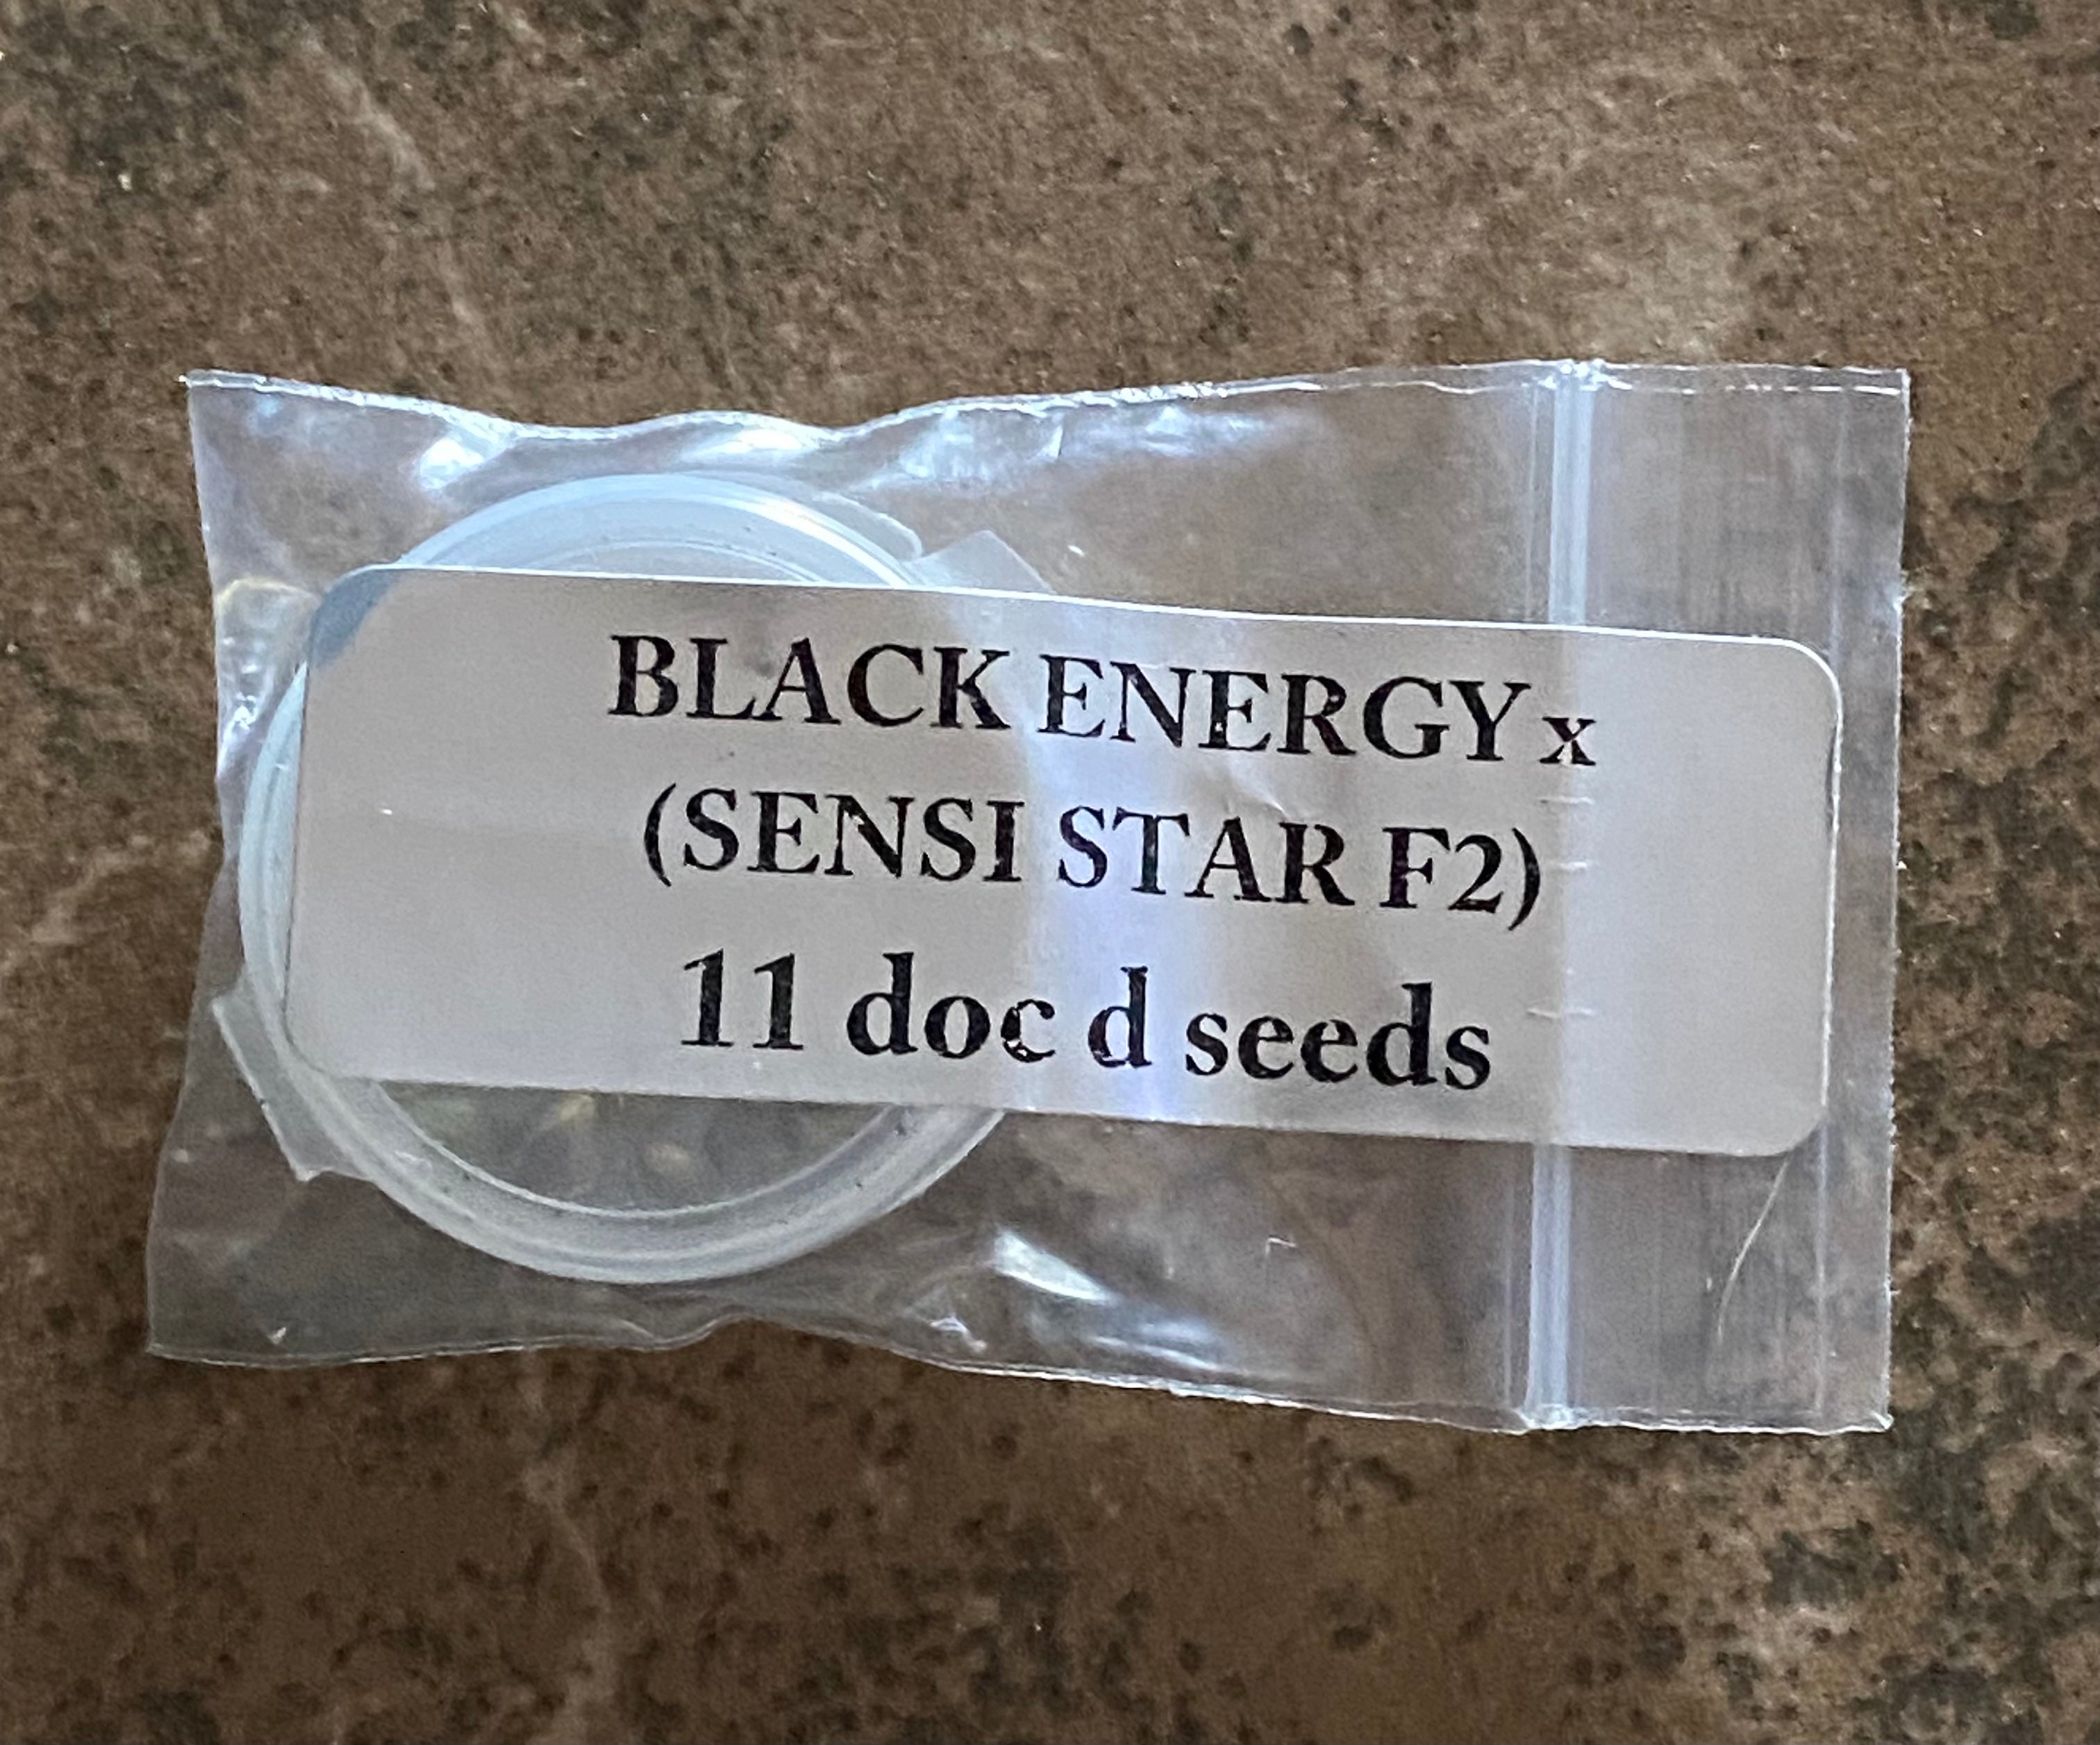 BLACK ENERGY x
(SENSI STAR F2)
11 doc d seeds